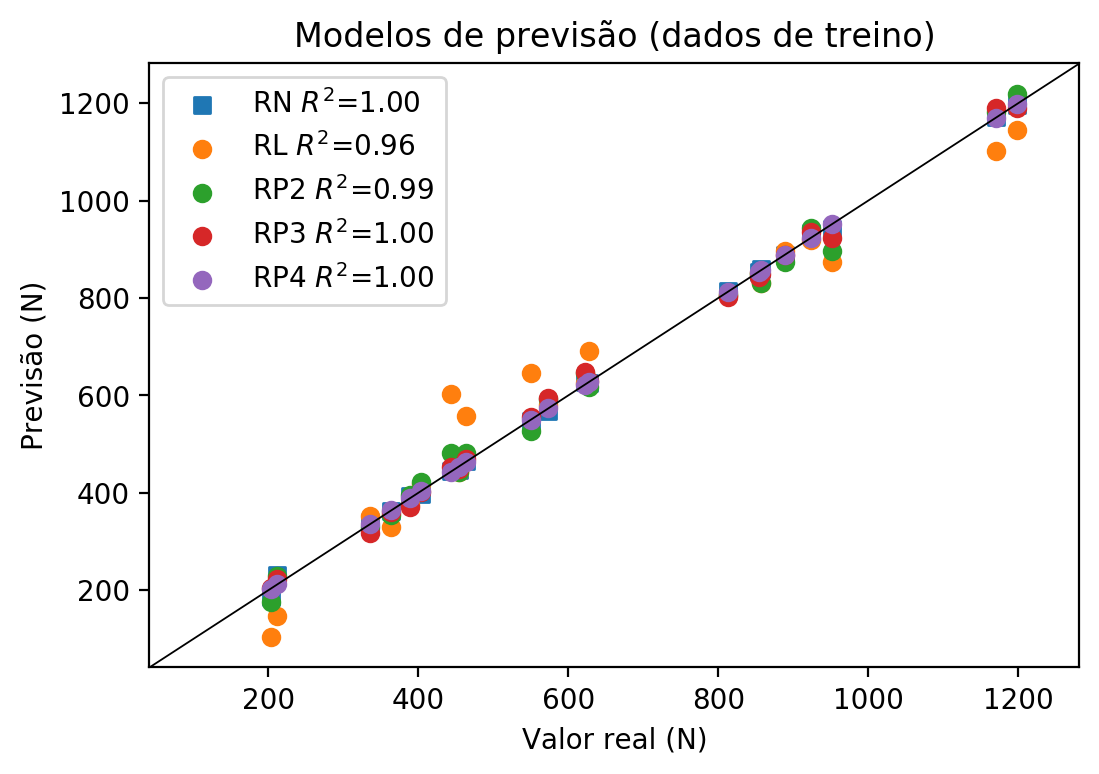 Modelos de previsão (dados de treino)
RN R²=1.00
RL R²=0.96
RP2 R²=0.99
RP3 R²=1.00
RP4 R²=1.00
1200
1000
800
600
400
200
Previsão (N)
200 400 600 800 1000 1200
Valor real (N)